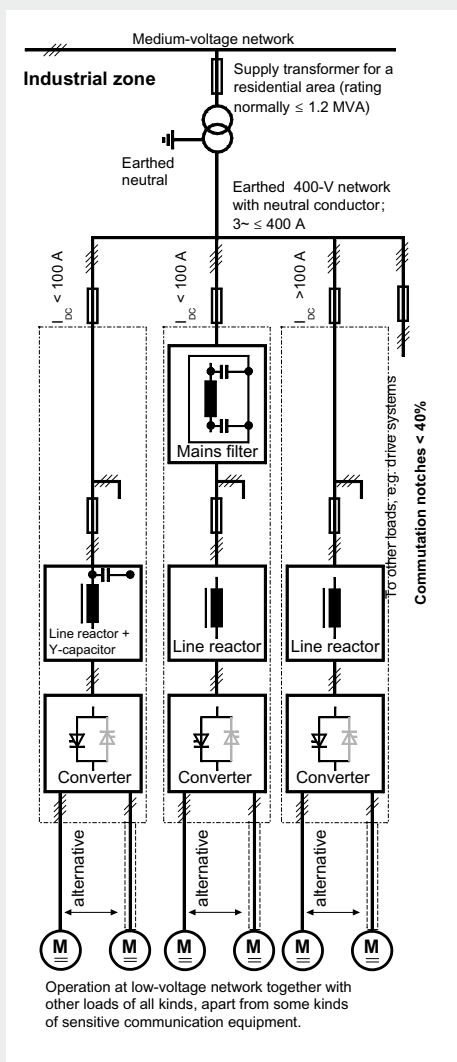 Medium-voltage network
Industrial zone
Supply transformer for a
residential area (rating
normally ≤ 1.2 MVA)
Earthed
neutral
Earthed 400-V network
with neutral conductor;
3~ ≤ 400 A
I DC < 100 A
I DC < 100 A
I DC >100 A
To other loads, e.g. drive systems
Commutation notches < 40%
Mains filter
Line reactor +
Y-capacitor
Line reactor
Line reactor
Converter
Converter
Converter
alternative
alternative
alternative
M
M
M
M
M
M
Operation at low-voltage network together with
other loads of all kinds, apart from some kinds
of sensitive communication equipment.